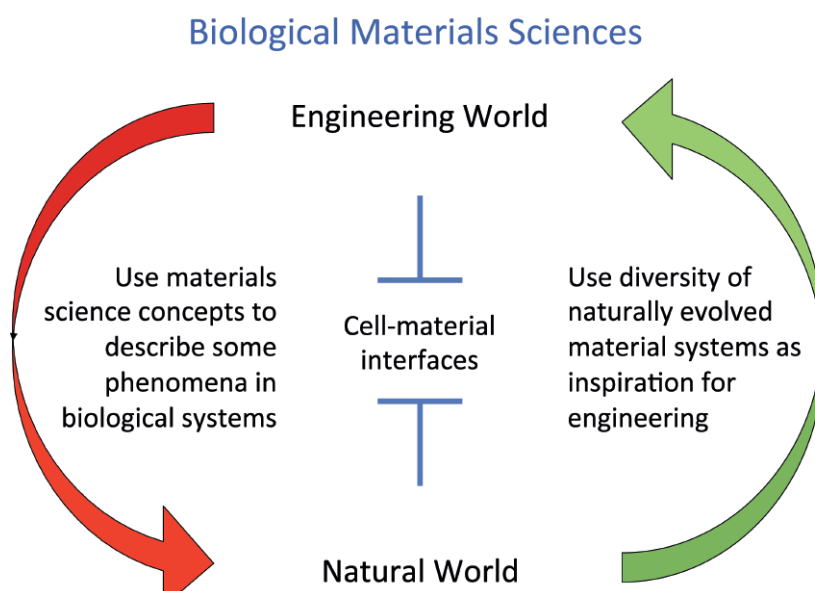 Biological Materials Sciences
Engineering World
Use materials
science concepts to
describe some
phenomena in
biological systems
Cell-material
interfaces
Use diversity of
naturally evolved
material systems as
inspiration for
engineering
Natural World